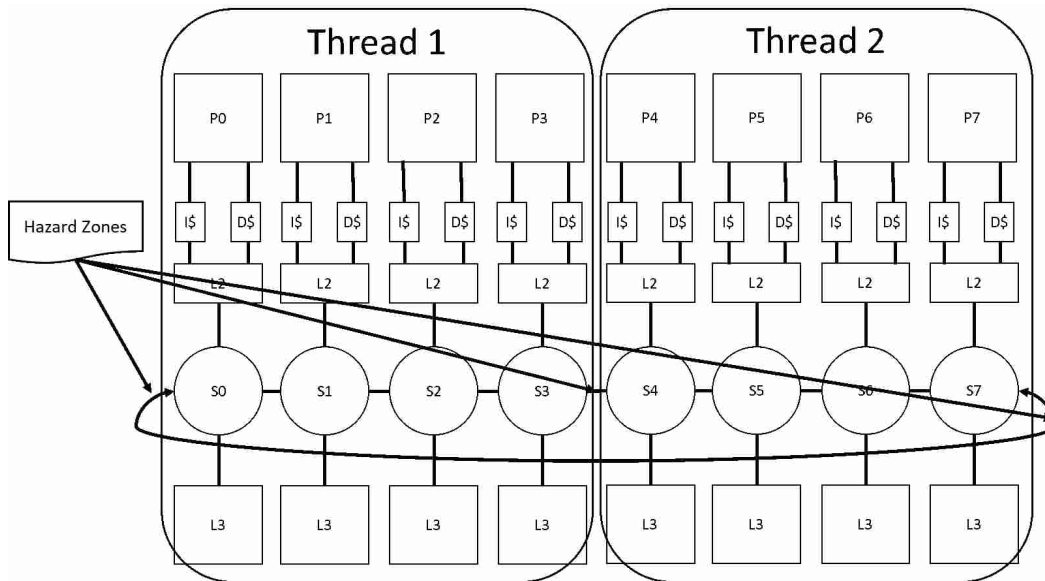 Thread 1
Thread 2
P0 P1 P2 P3 P4 P5 P6 P7
I$ D$ I$ D$ I$ D$ I$ D$ I$ D$ I$ D$ I$ D$ I$ D$
Hazard Zones
L2 L2 L2 L2 L2 L2 L2 L2
S0 S1 S2 S3 S4 S5 S6 S7
L3 L3 L3 L3 L3 L3 L3 L3